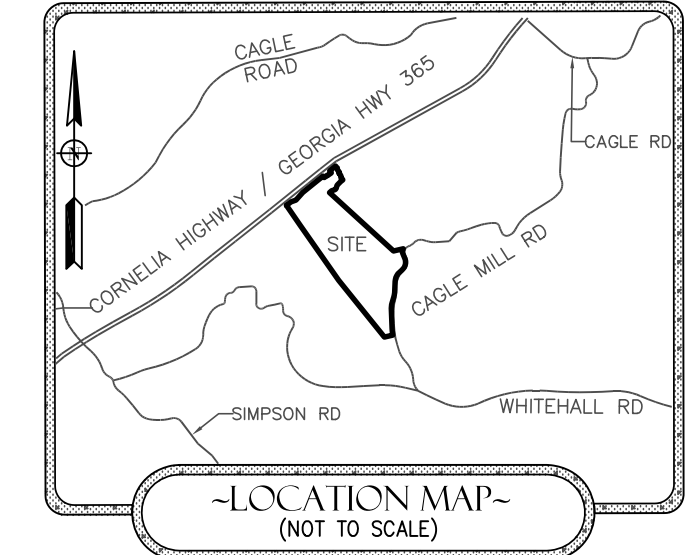 CAGLE
ROAD
CORNELIA HIGHWAY / GEORGIA HWY 365
CAGLE RD
N
SITE
CAGLE MILL RD
WHITEHALL RD
SIMPSON RD
~LOCATION MAP~
(NOT TO SCALE)